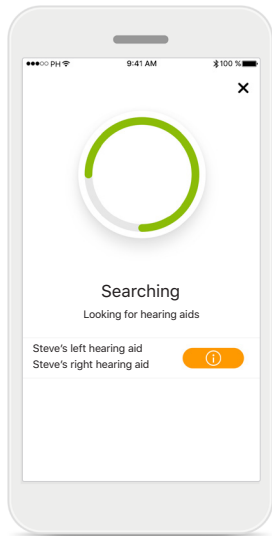 ●●●○○ PH 9:41 AM 100 %
×
Searching
Looking for hearing aids
Steve's left hearing aid
Steve's right hearing aid